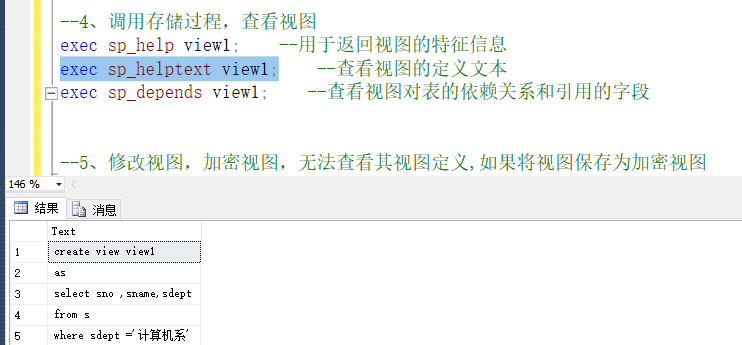 --4、调用存储过程，查看视图
exec sp_help view1;    --用于返回视图的特征信息
exec sp_helptext view1;    --查看视图的定义文本
exec sp_depends view1;    --查看视图对表的依赖关系和引用的字段
--5、修改视图，加密视图，无法查看其视图定义,如果将视图保存为加密视图
146 %
结果 消息
Text
1 create view view1
2 as
3 select sno ,sname,sdept
4 from s
5 where sdept ='计算机系'